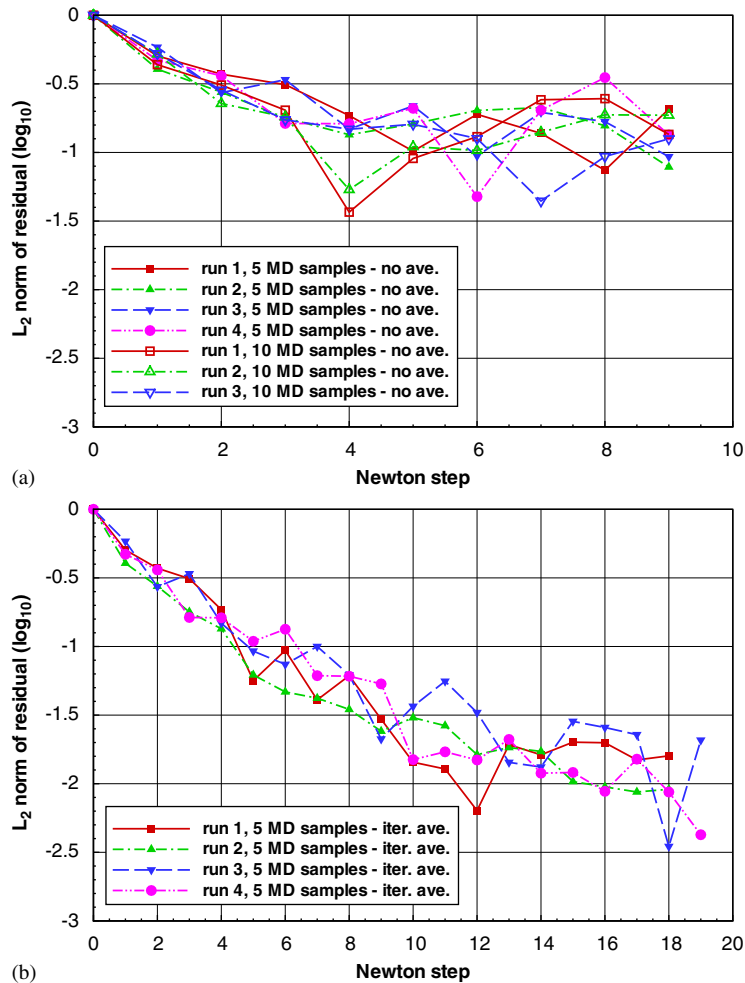 0
-0.5
-1
-1.5
-2
-2.5
-3
L2 norm of residual (log10)
run 1, 5 MD samples - no ave.
run 2, 5 MD samples - no ave.
run 3, 5 MD samples - no ave.
run 4, 5 MD samples - no ave.
run 1, 10 MD samples - no ave.
run 2, 10 MD samples - no ave.
run 3, 10 MD samples - no ave.
0 2 4 6 8 10
Newton step
(a)
0
-0.5
-1
-1.5
-2
-2.5
-3
L2 norm of residual (log10)
run 1, 5 MD samples - iter. ave.
run 2, 5 MD samples - iter. ave.
run 3, 5 MD samples - iter. ave.
run 4, 5 MD samples - iter. ave.
0 2 4 6 8 10 12 14 16 18 20
Newton step
(b)